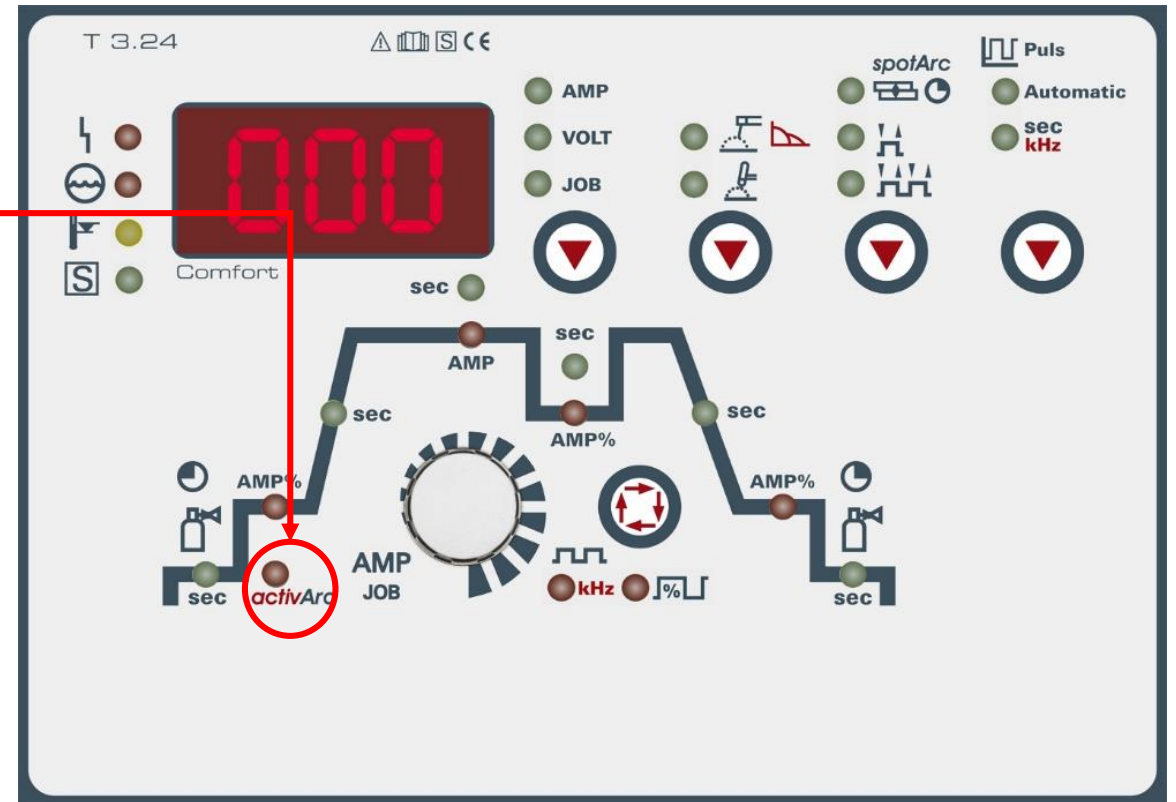 T 3.24
S CE
Puls
spotArc
AMP
Automatic
VOLT
sec
kHz
JOB
000
S
Comfort
sec
AMP
sec
sec
AMP%
sec
AMP%
AMP%
AMP
JOB
kHz
%
sec
activArc
sec